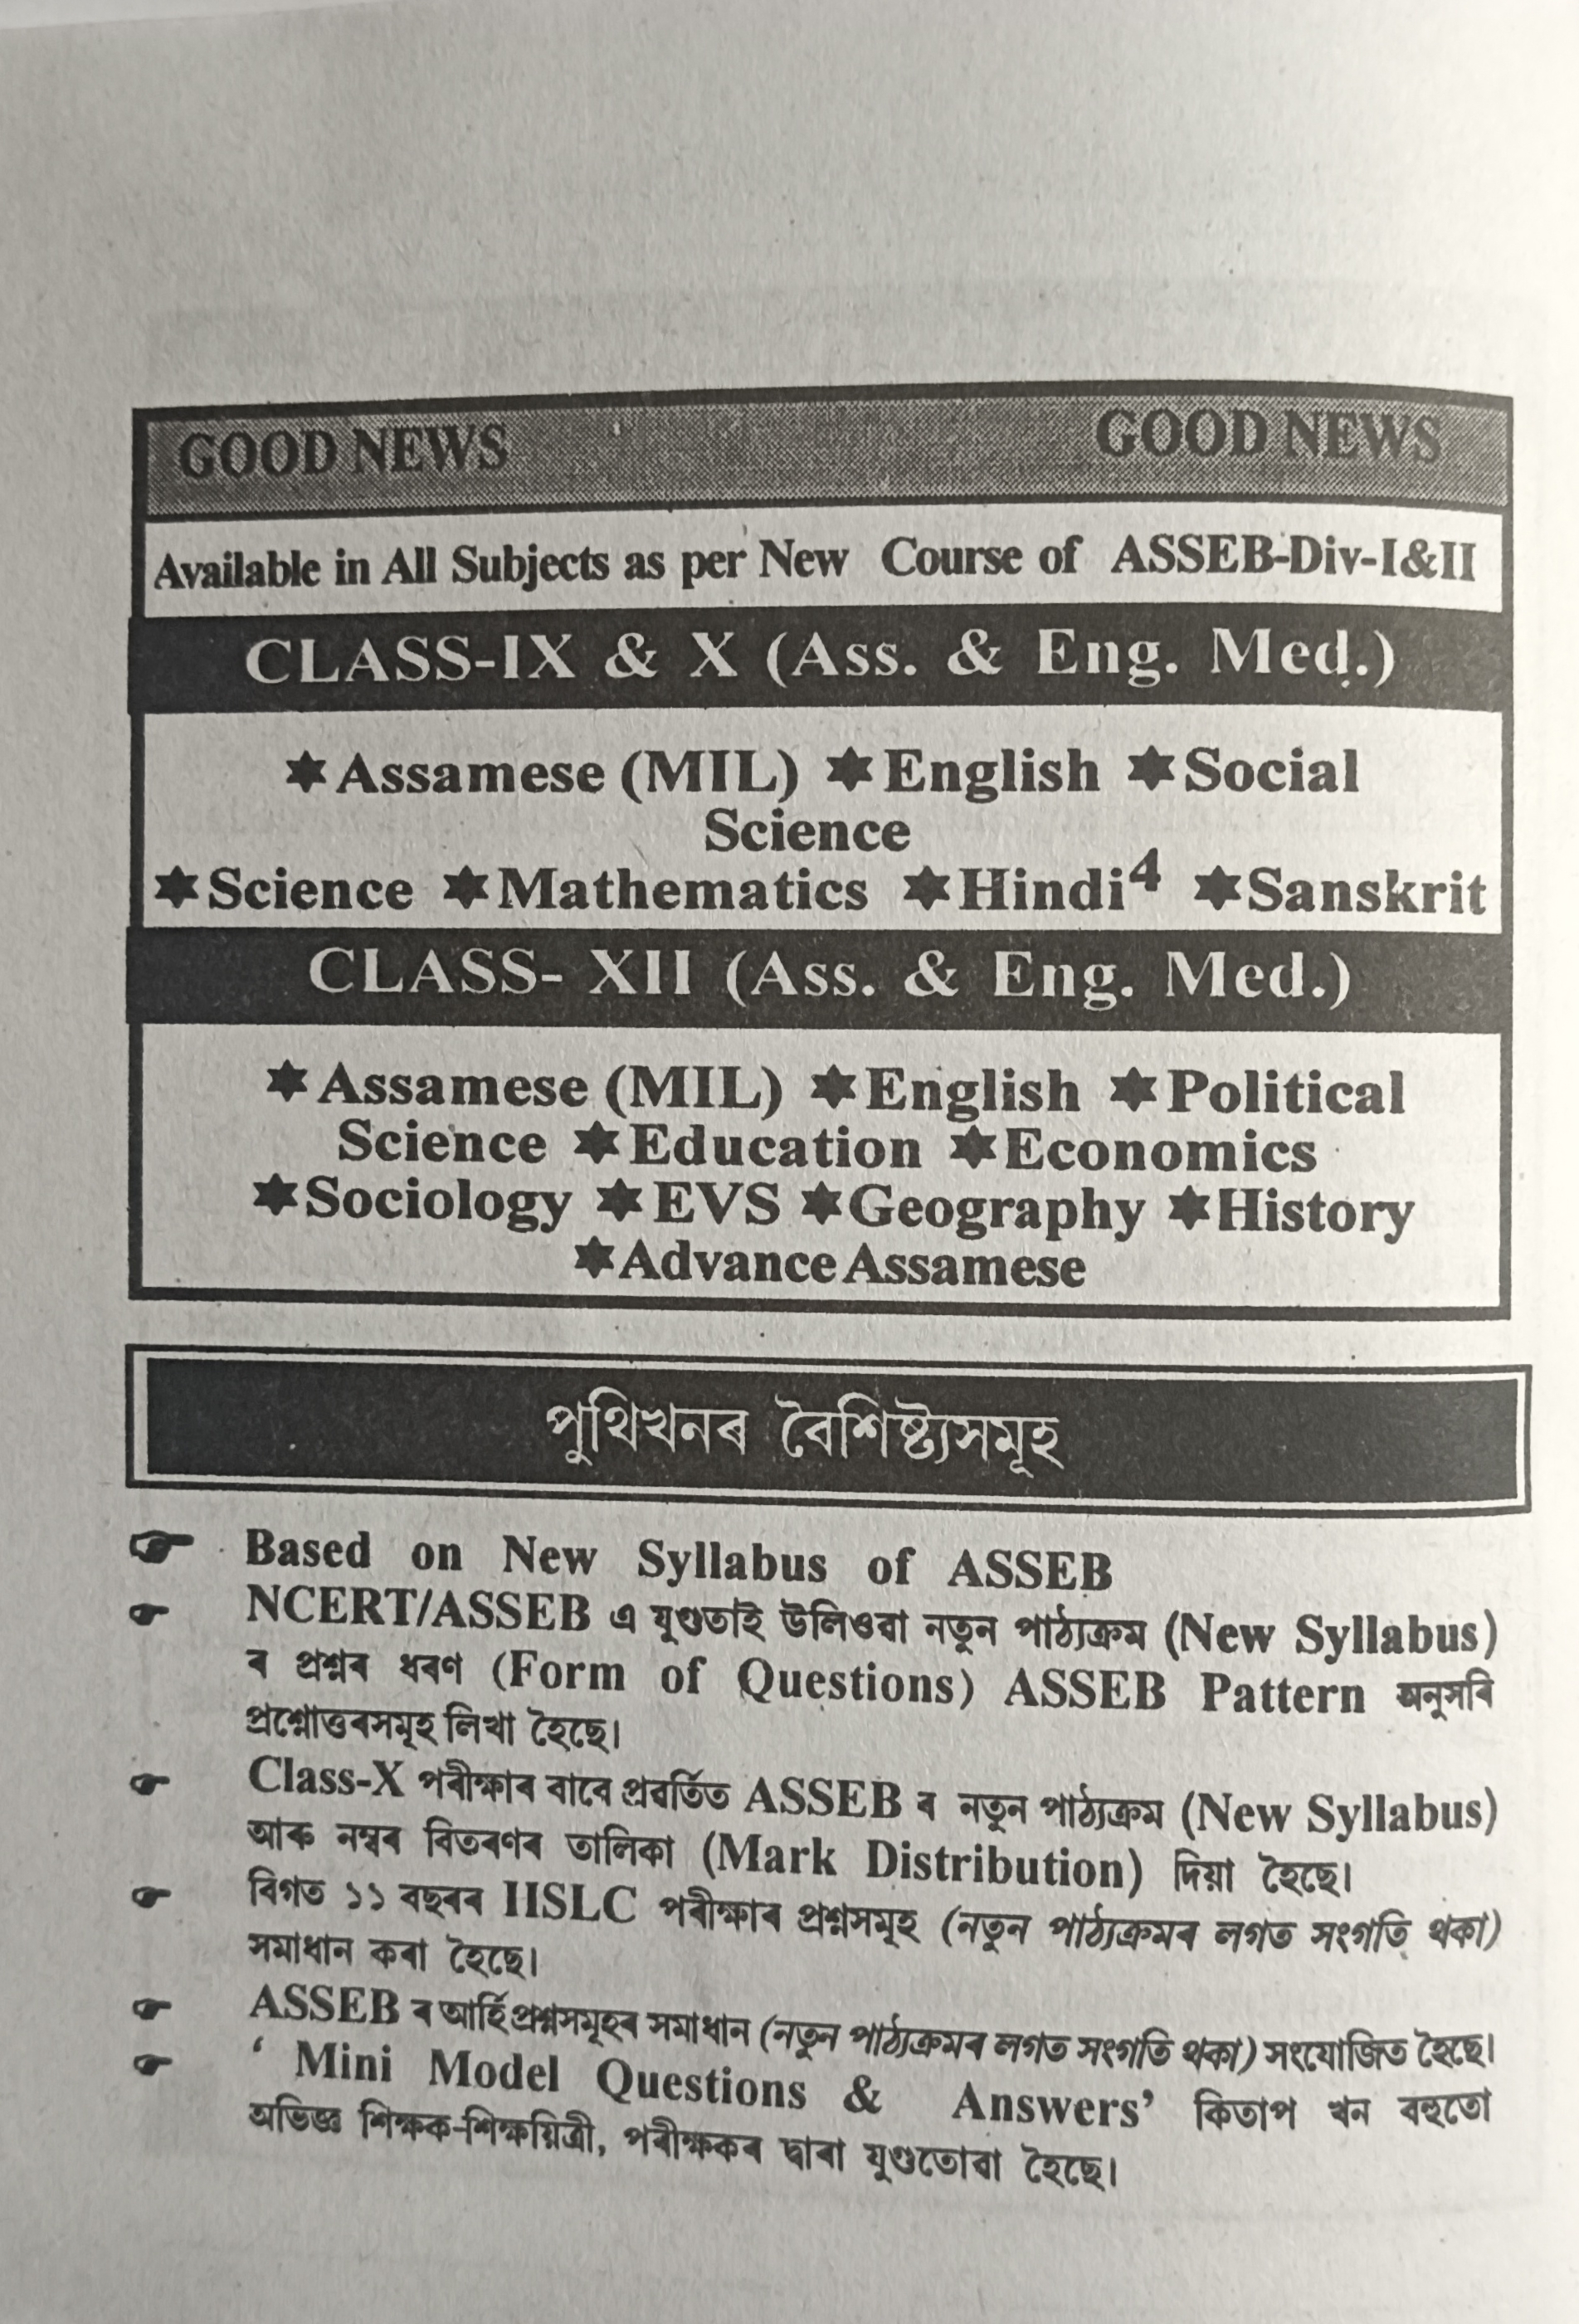 GOOD NEWS GOOD NEWS
Available in All Subjects as per New Course of ASSEB-Div-I&II
CLASS-IX & X (Ass. & Eng. Med.)
✶Assamese (MIL) ✶English ✶Social
Science
✶Science ✶Mathematics ✶Hindi⁴ ✶Sanskrit
CLASS- XII (Ass. & Eng. Med.)
✶Assamese (MIL) ✶English ✶Political
Science ✶Education ✶Economics
✶Sociology ✶EVS ✶Geography ✶History
✶Advance Assamese
পুথিখনৰ বৈশিষ্ট্যসমূহ
☛ Based on New Syllabus of ASSEB
☛ NCERT/ASSEB এ যুগুতাই উলিওৱা নতুন পাঠ্যক্ৰম (New Syllabus)
ৰ প্ৰশ্নৰ ধৰণ (Form of Questions) ASSEB Pattern অনুসৰি
প্ৰশ্নোত্তৰসমূহ লিখা হৈছে।
☛ Class-X পৰীক্ষাৰ বাবে প্ৰৱৰ্তিত ASSEB ৰ নতুন পাঠ্যক্ৰম (New Syllabus)
আৰু নম্বৰ বিতৰণৰ তালিকা (Mark Distribution) দিয়া হৈছে।
☛ বিগত ১১ বছৰৰ HSLC পৰীক্ষাৰ প্ৰশ্নসমূহ (নতুন পাঠ্যক্ৰমৰ লগত সংগতি থকা)
সমাধান কৰা হৈছে।
☛ ASSEB ৰ আৰ্হি প্ৰশ্নসমূহৰ সমাধান (নতুন পাঠ্যক্ৰমৰ লগত সংগতি থকা) সংযোজিত হৈছে।
☛ ‘ Mini Model Questions & Answers’ কিতাপ খন বহুতো
অভিজ্ঞ শিক্ষক-শিক্ষয়িত্ৰী, পৰীক্ষকৰ দ্বাৰা যুগুতোৱা হৈছে।